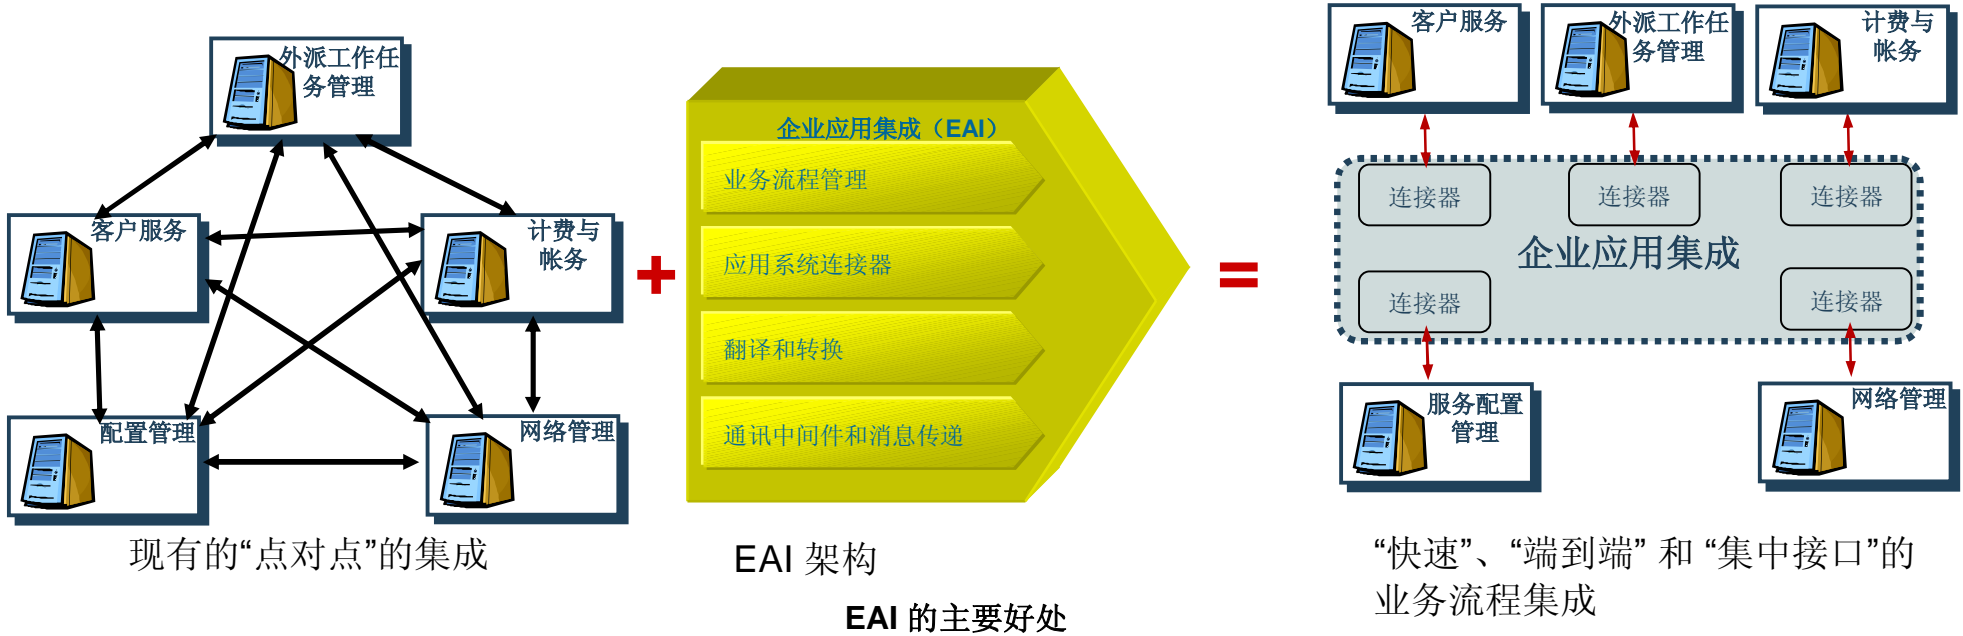 外派工作任
务管理
客户服务
计费与
帐务
配置管理
网络管理
现有的“点对点”的集成
企业应用集成（EAI）
业务流程管理
应用系统连接器
翻译和转换
通讯中间件和消息传递
EAI 架构
客户服务
外派工作任
务管理
计费与
帐务
连接器
连接器
连接器
企业应用集成
连接器
连接器
服务配置
管理
网络管理
“快速”、“端到端” 和 “集中接口”的
业务流程集成
EAI 的主要好处